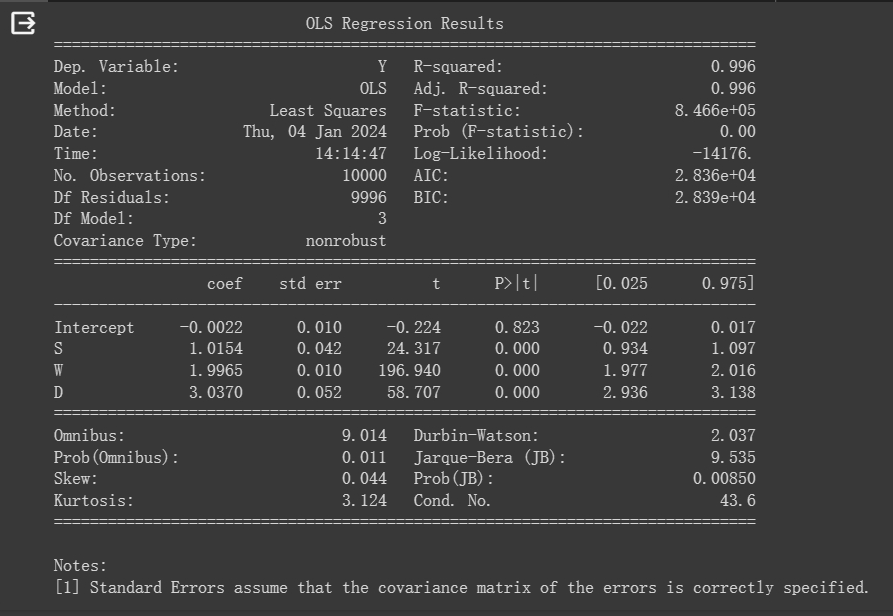 OLS Regression Results
==============================================================================
Dep. Variable:                      Y   R-squared:                       0.996
Model:                            OLS   Adj. R-squared:                  0.996
Method:                 Least Squares   F-statistic:                 8.466e+05
Date:                Thu, 04 Jan 2024   Prob (F-statistic):               0.00
Time:                        14:14:47   Log-Likelihood:                -14176.
No. Observations:               10000   AIC:                         2.836e+04
Df Residuals:                    9996   BIC:                         2.839e+04
Df Model:                           3
Covariance Type:            nonrobust
==============================================================================
                 coef    std err          t      P>|t|      [0.025      0.975]
------------------------------------------------------------------------------
Intercept     -0.0022      0.010     -0.224      0.823      -0.022       0.017
S              1.0154      0.042     24.317      0.000       0.934       1.097
W              1.9965      0.010    196.940      0.000       1.977       2.016
D              3.0370      0.052     58.707      0.000       2.936       3.138
==============================================================================
Omnibus:                        9.014   Durbin-Watson:                   2.037
Prob(Omnibus):                  0.011   Jarque-Bera (JB):                9.535
Skew:                           0.044   Prob(JB):                      0.00850
Kurtosis:                       3.124   Cond. No.                         43.6
==============================================================================
Notes:
[1] Standard Errors assume that the covariance matrix of the errors is correctly specified.